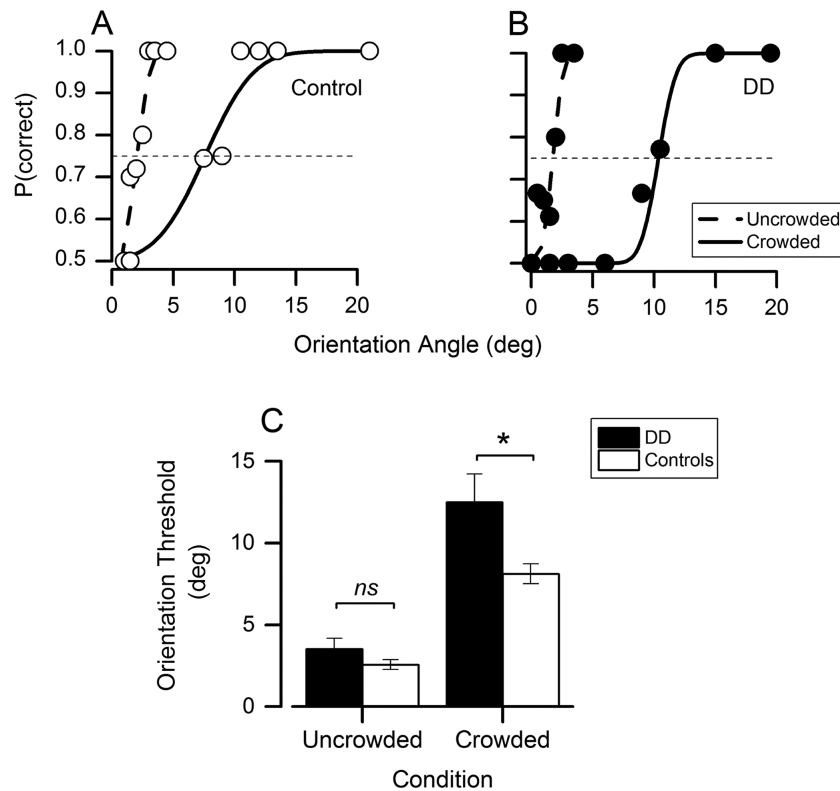 A
B
1.0
0.9
0.8
0.7
0.6
0.5
P(correct)
Control
DD
Uncrowded
Crowded
0 5 10 15 20
0 5 10 15 20
Orientation Angle (deg)
C
DD
Controls
15
10
5
0
Orientation Threshold
(deg)
*
ns
Uncrowded Crowded
Condition